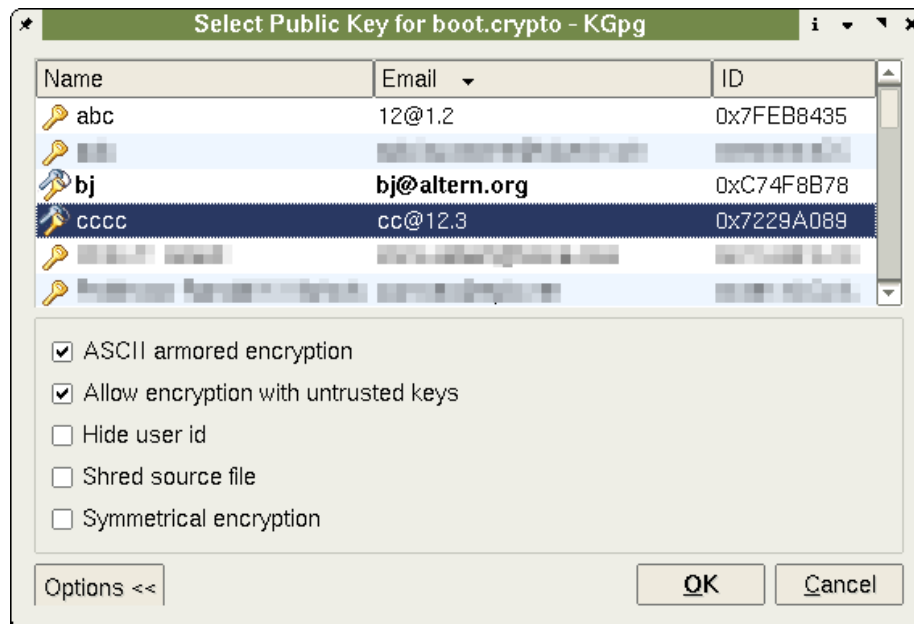 Select Public Key for boot.crypto - KGpg
Name Email ID
abc 12@1.2 0x7FEB8435
bj bj@altern.org 0xC74F8B78
cccc cc@12.3 0x7229A089
ASCII armored encryption
Allow encryption with untrusted keys
Hide user id
Shred source file
Symmetrical encryption
Options << OK Cancel